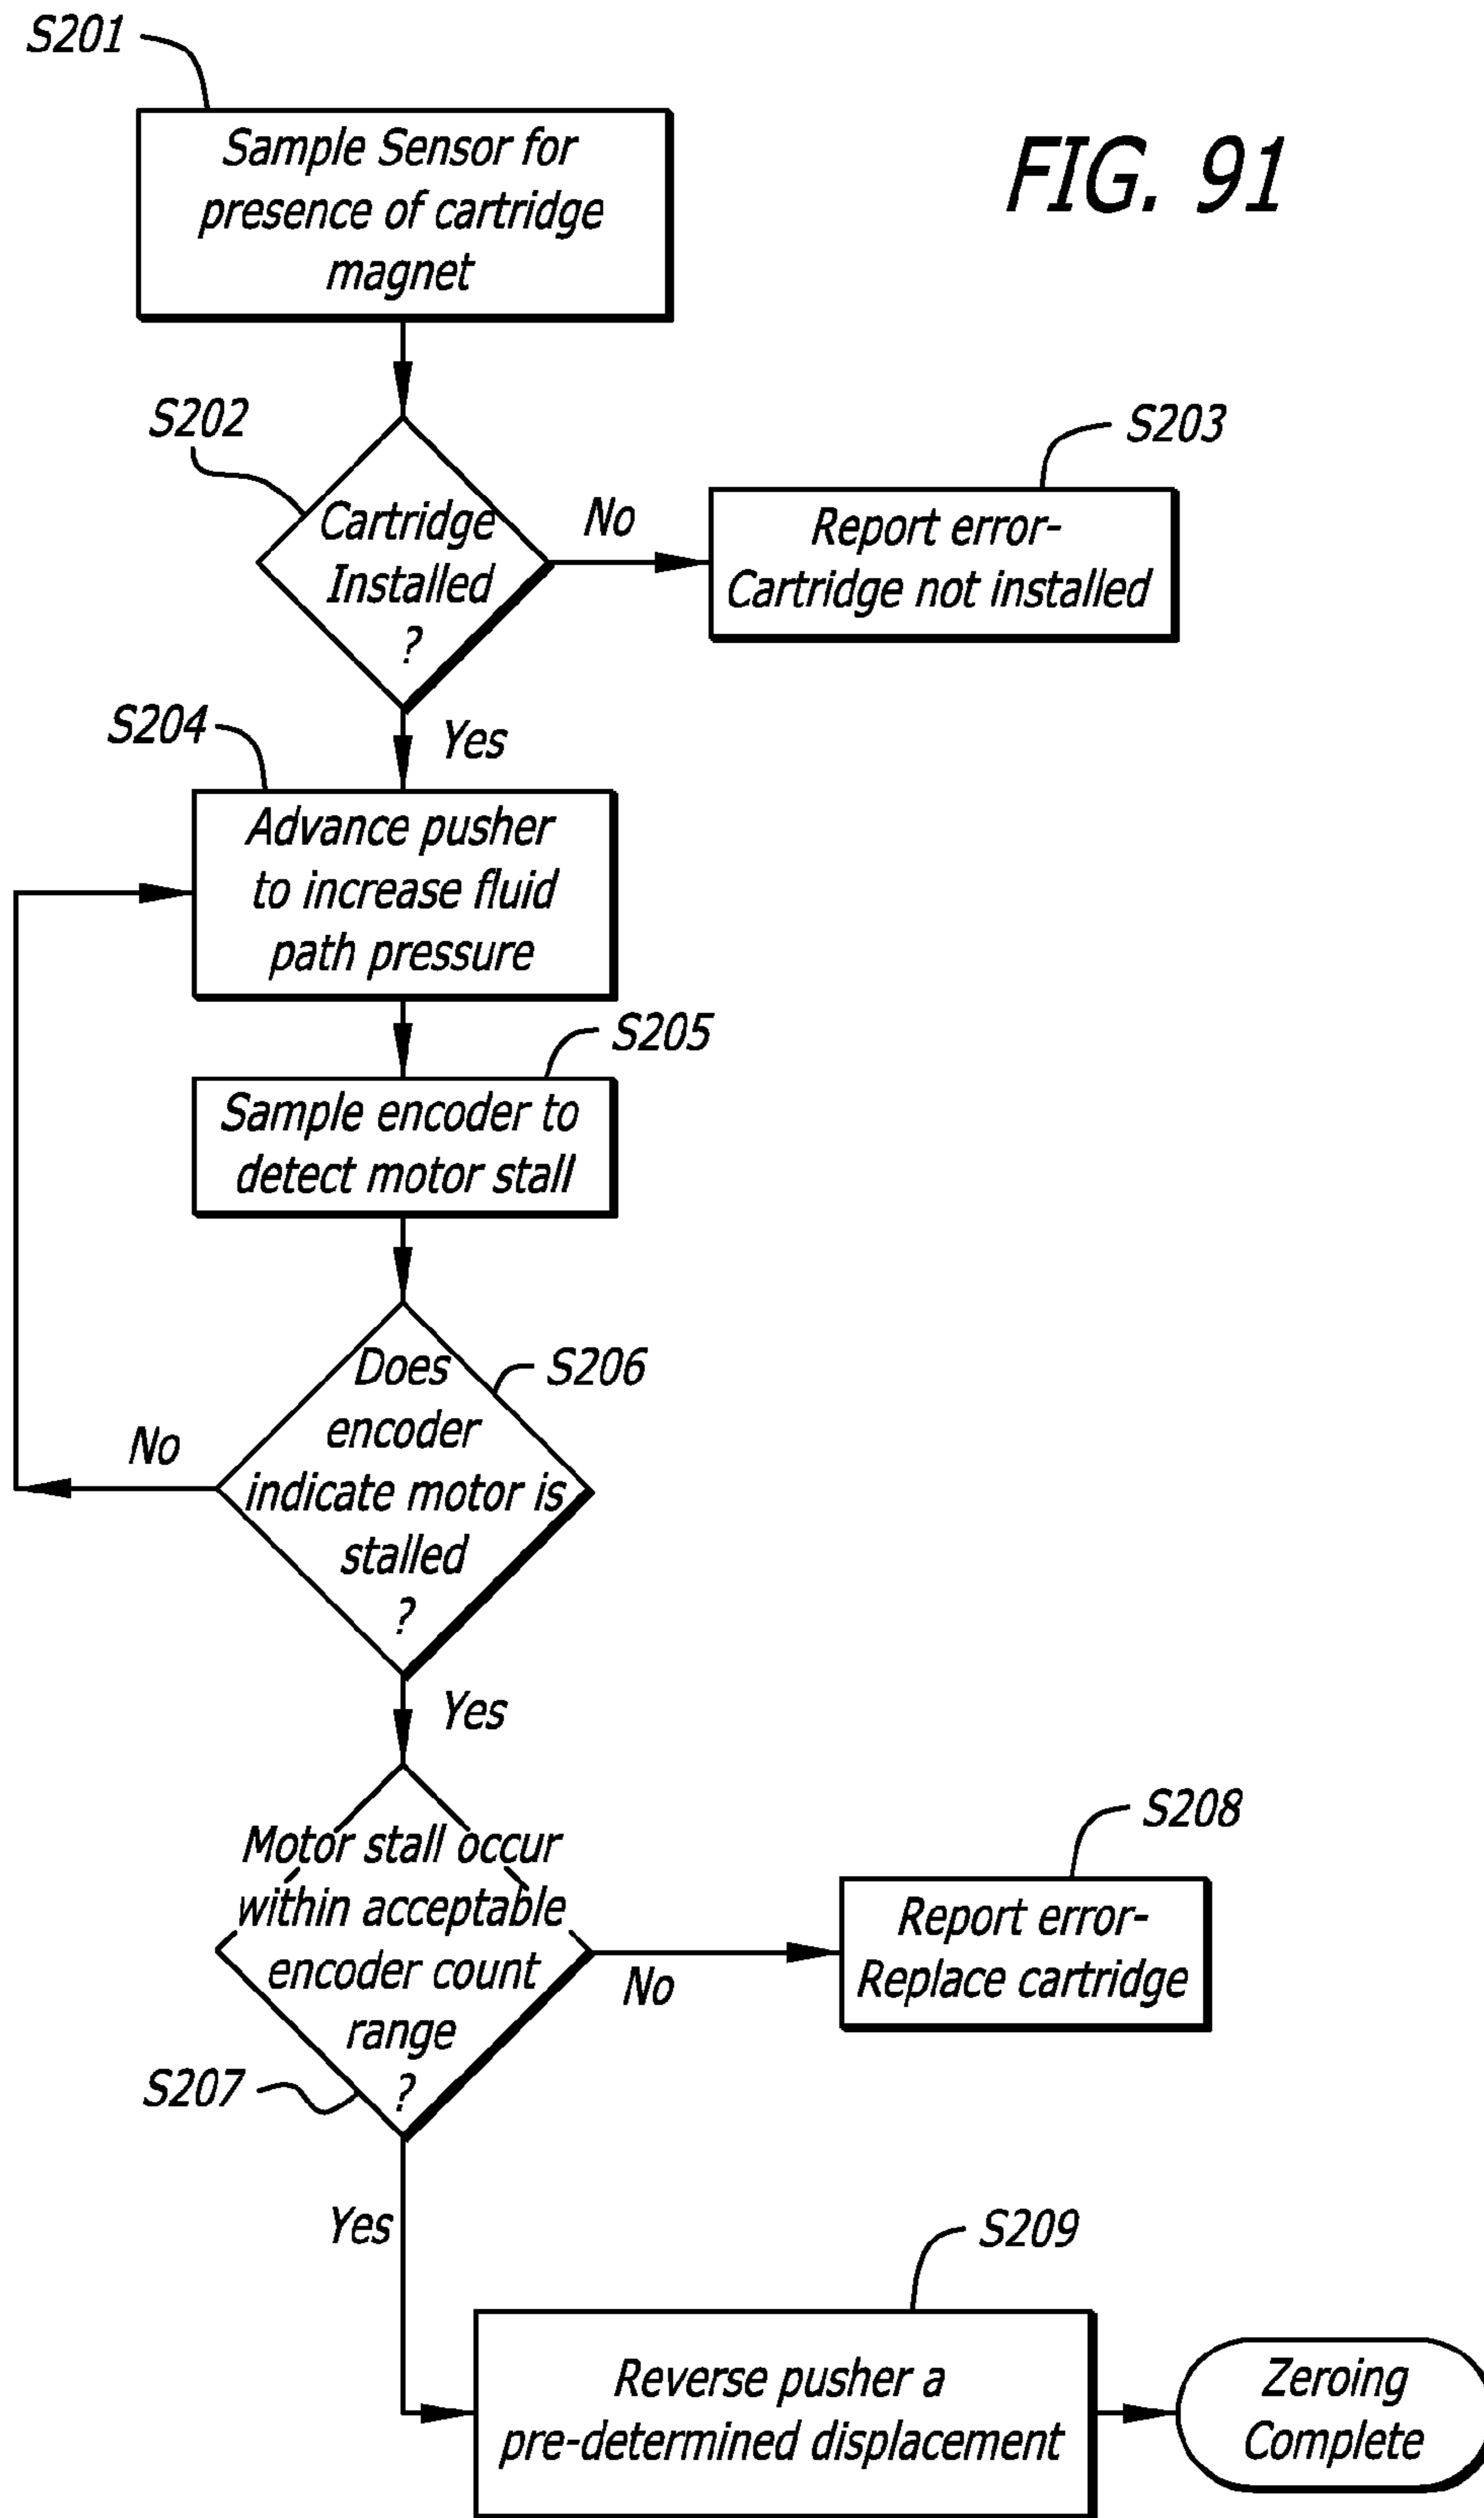 S201
FIG. 91
Sample Sensor for
presence of cartridge
magnet
S202
S203
Cartridge
Installed
?
No
Report error-
Cartridge not installed
Yes
S204
Advance pusher
to increase fluid
path pressure
S205
Sample encoder to
detect motor stall
S206
Does
encoder
indicate motor is
stalled
?
No
Yes
Motor stall occur
within acceptable
encoder count
range
?
S207
No
S208
Report error-
Replace cartridge
Yes
S209
Reverse pusher a
pre-determined displacement
Zeroing
Complete